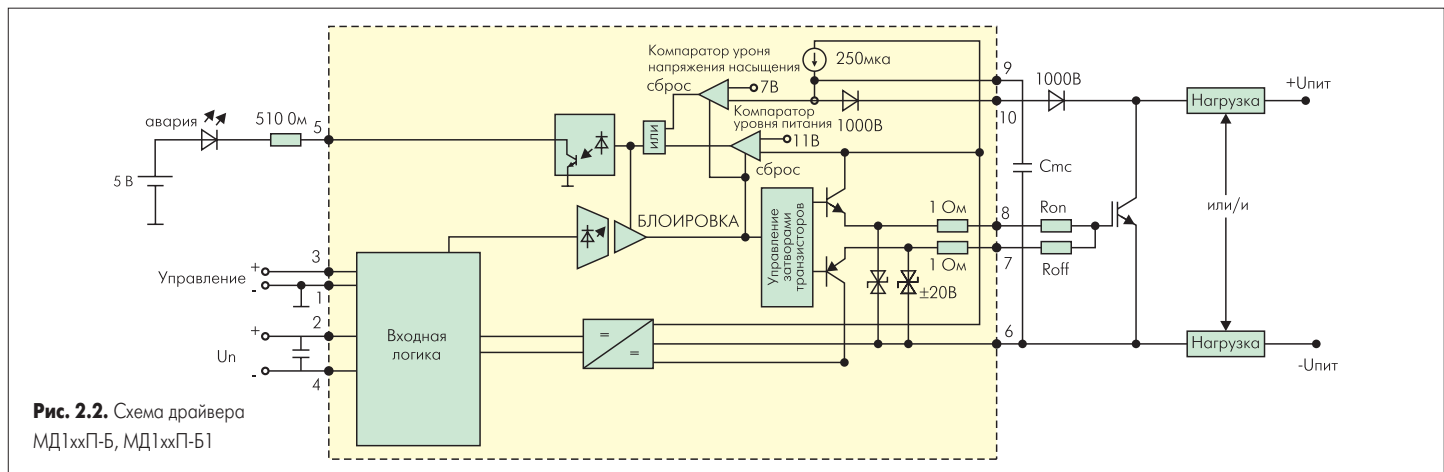 Компаратор уроня
напряжения насыщения
сброс
7В
250мка
9
1000В
+Uпит
Нагрузка
10
авария
510 Ом
5
или
Компаратор
уровня питания
1000В
11В
сброс
5 В
Cmc
БЛОИРОВКА
Управление
затворами
транзисторов
1 Ом
8
Ron
или/и
1 Ом
7
Roff
±20В
Управление
+
-
3
1
+
-
2
4
Un
Входная
логика
=
=
6
Нагрузка
-Uпит
Рис. 2.2. Схема драйвера
МД1ххП-Б, МД1ххП-Б1